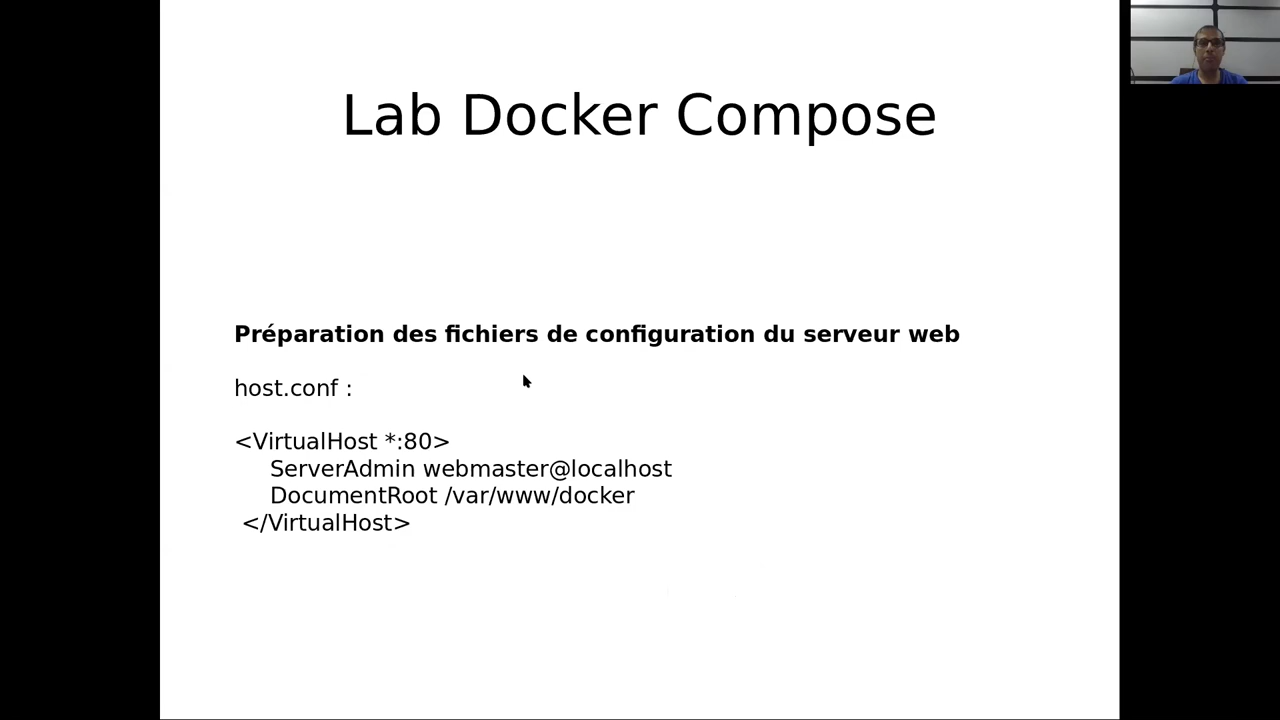 Lab Docker Compose
Préparation des fichiers de configuration du serveur web
host.conf :
<VirtualHost *:80>
ServerAdmin webmaster@localhost
DocumentRoot /var/www/docker
</VirtualHost>